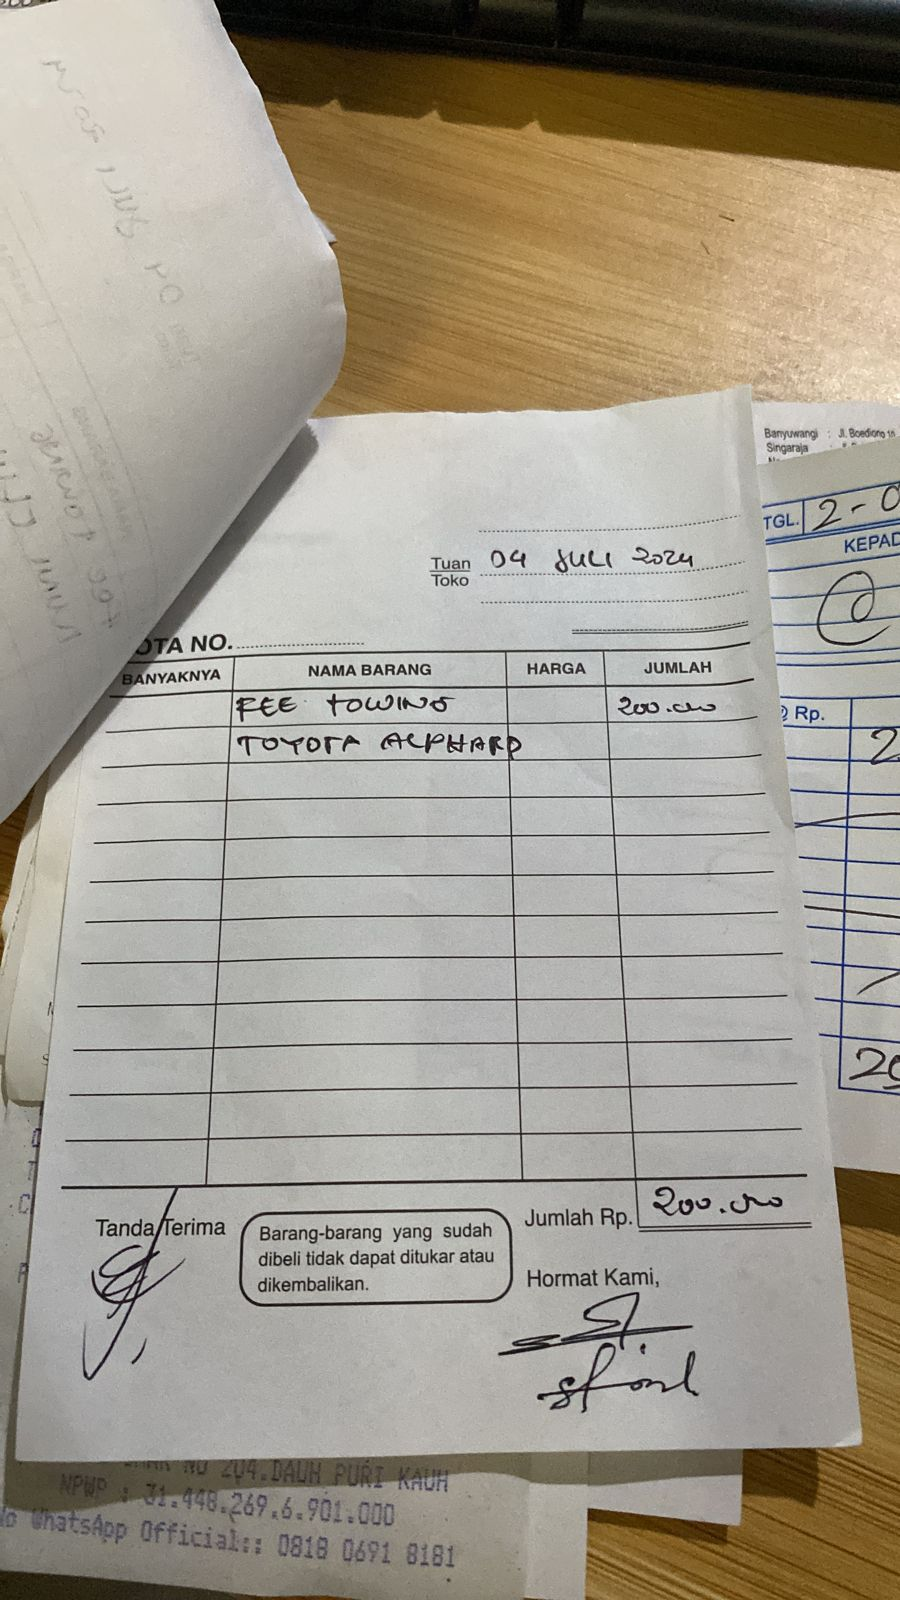 Banyuwangi : Jl. Boediono
Singaraja :
TGL. 2-0
KEPAD
Rp.
Tuan 04 JULI 2024
Toko
OTA NO.
BANYAKNYA NAMA BARANG HARGA JUMLAH
FEE TOWING 200.000
TOYOTA ALPHARD
Jumlah Rp. 200.000
Tanda Terima
Barang-barang yang sudah
dibeli tidak dapat ditukar atau
dikembalikan.
Hormat Kami,
NO 204.DAUH PURI KAUH
NPWP : 31.448.269.6.901.000
No WhatsApp Official:: 0818 0691 8181